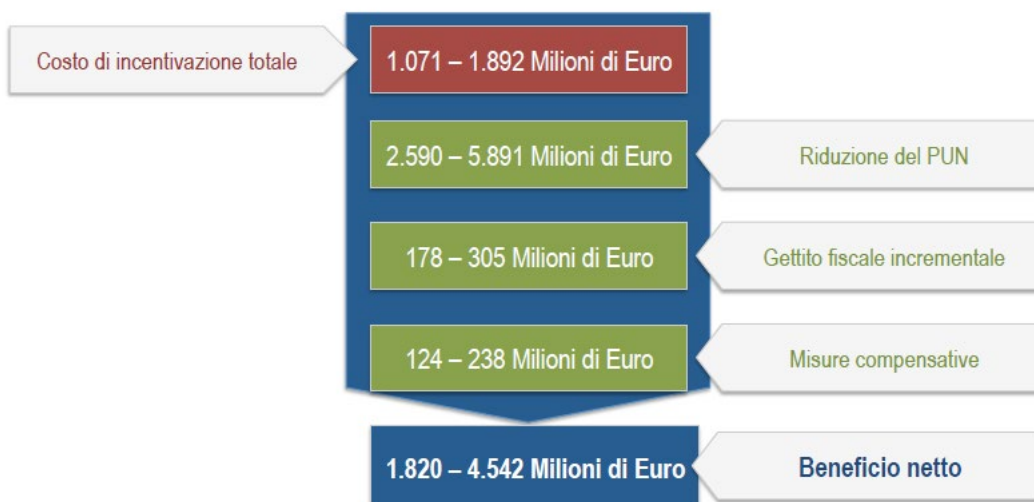 Costo di incentivazione totale
1.071 – 1.892 Milioni di Euro
2.590 – 5.891 Milioni di Euro
Riduzione del PUN
178 – 305 Milioni di Euro
Gettito fiscale incrementale
124 – 238 Milioni di Euro
Misure compensative
1.820 – 4.542 Milioni di Euro
Beneficio netto